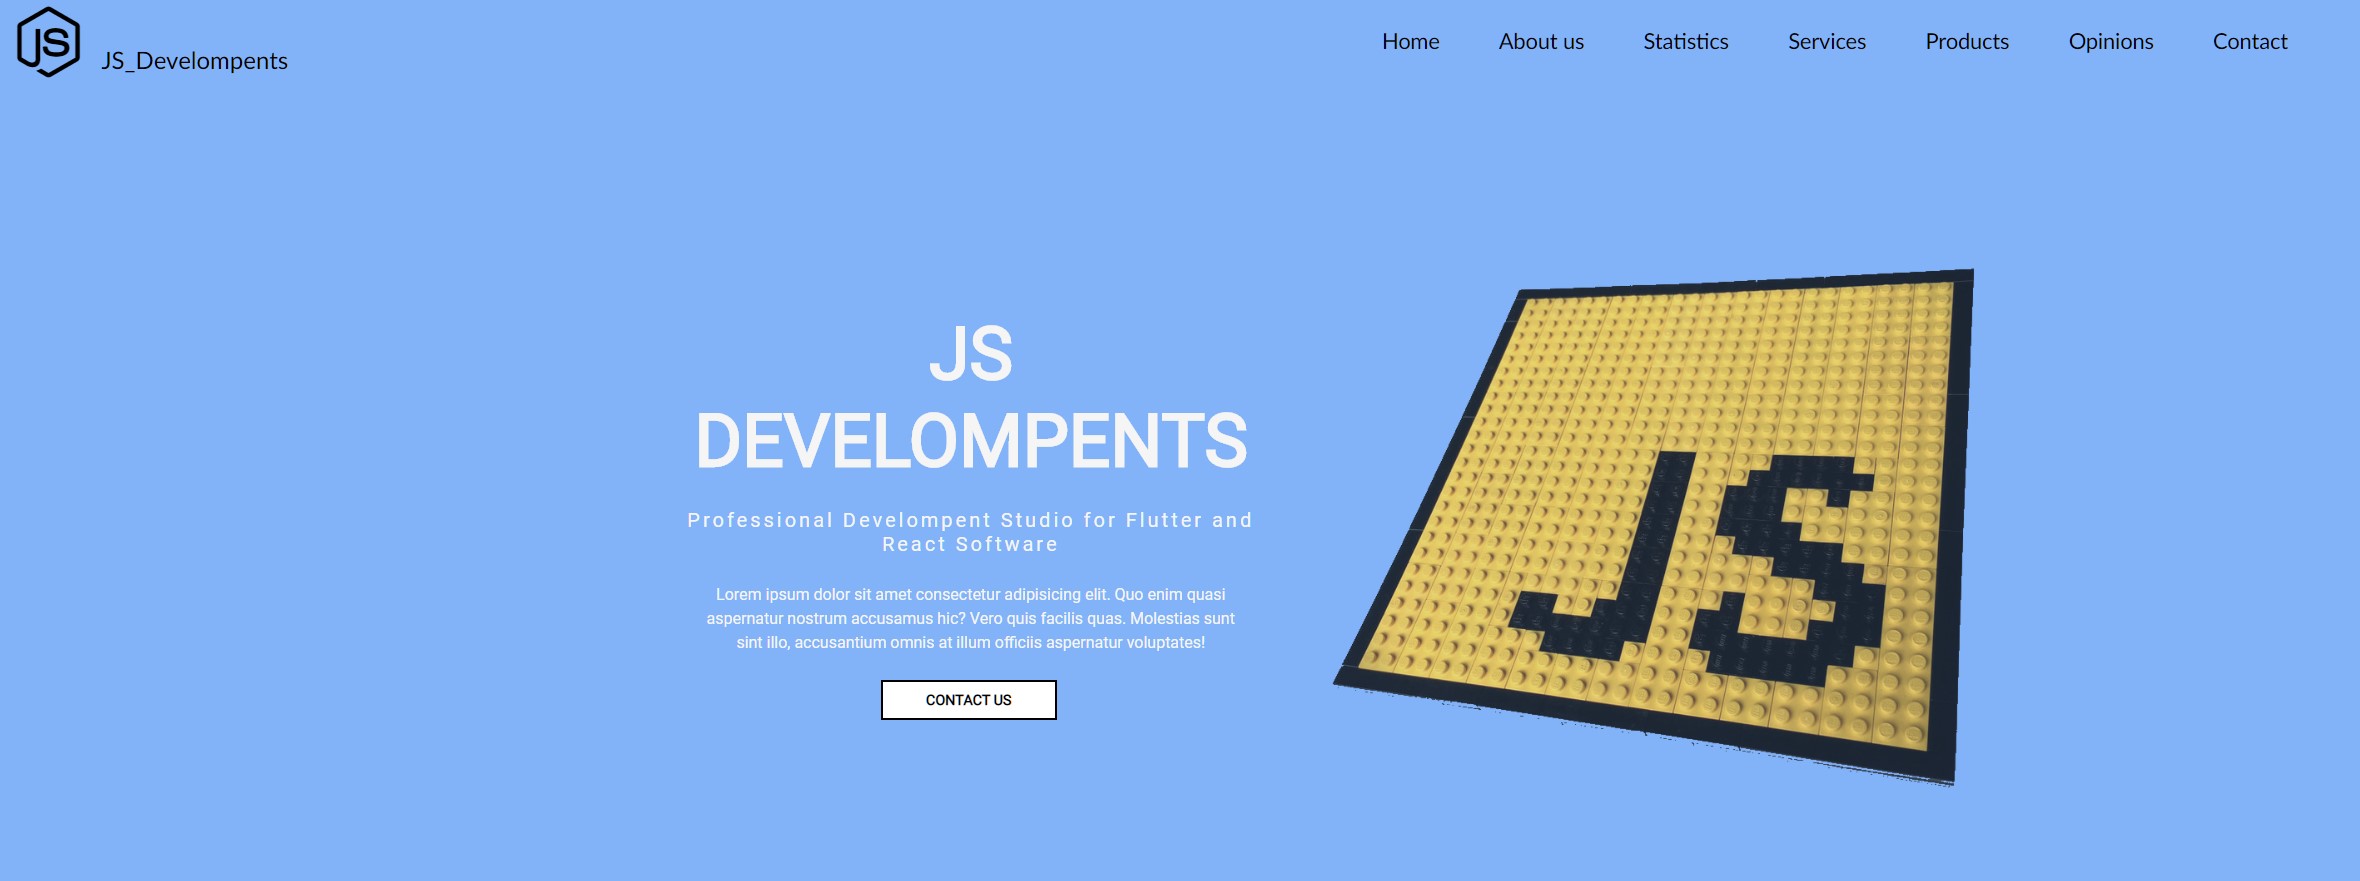 JS
JS_Develompents
Home
About us
Statistics
Services
Products
Opinions
Contact
JS
DEVELOMPENTS
Professional Develompent Studio for Flutter and
React Software
Lorem ipsum dolor sit amet consectetur adipisicing elit. Quo enim quasi
aspernatur nostrum accusamus hic? Vero quis facilis quas. Molestias sunt
sint illo, accusantium omnis at illum officiis aspernatur voluptates!
CONTACT US
JS